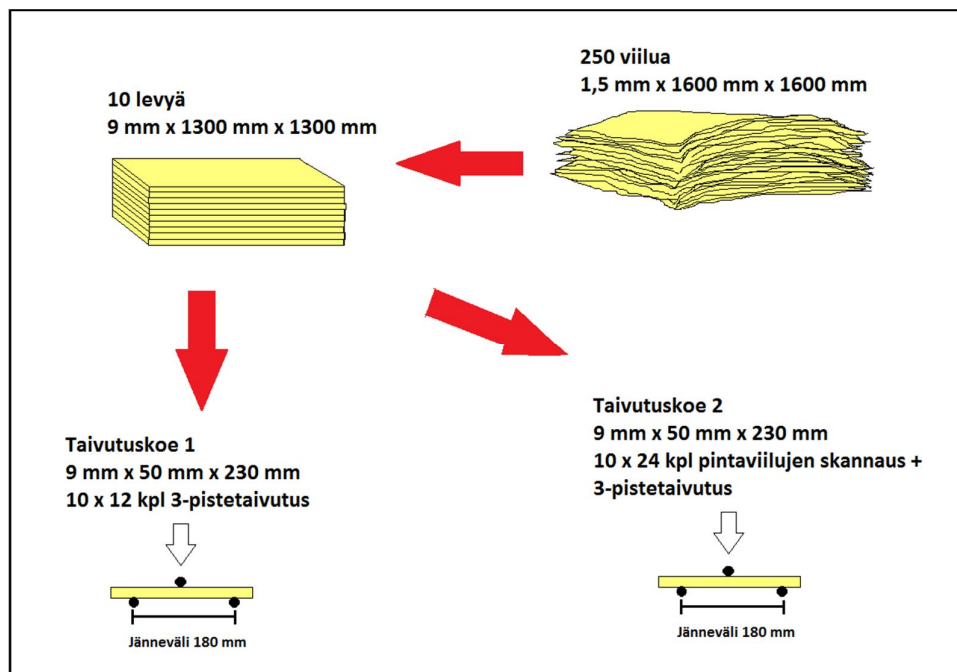 250 viilua
1,5 mm x 1600 mm x 1600 mm
10 levyä
9 mm x 1300 mm x 1300 mm
Taivutuskoe 1
9 mm x 50 mm x 230 mm
10 x 12 kpl 3-pistetaivutus
Jänneväli 180 mm
Taivutuskoe 2
9 mm x 50 mm x 230 mm
10 x 24 kpl pintaviilujen skannaus +
3-pistetaivutus
Jänneväli 180 mm